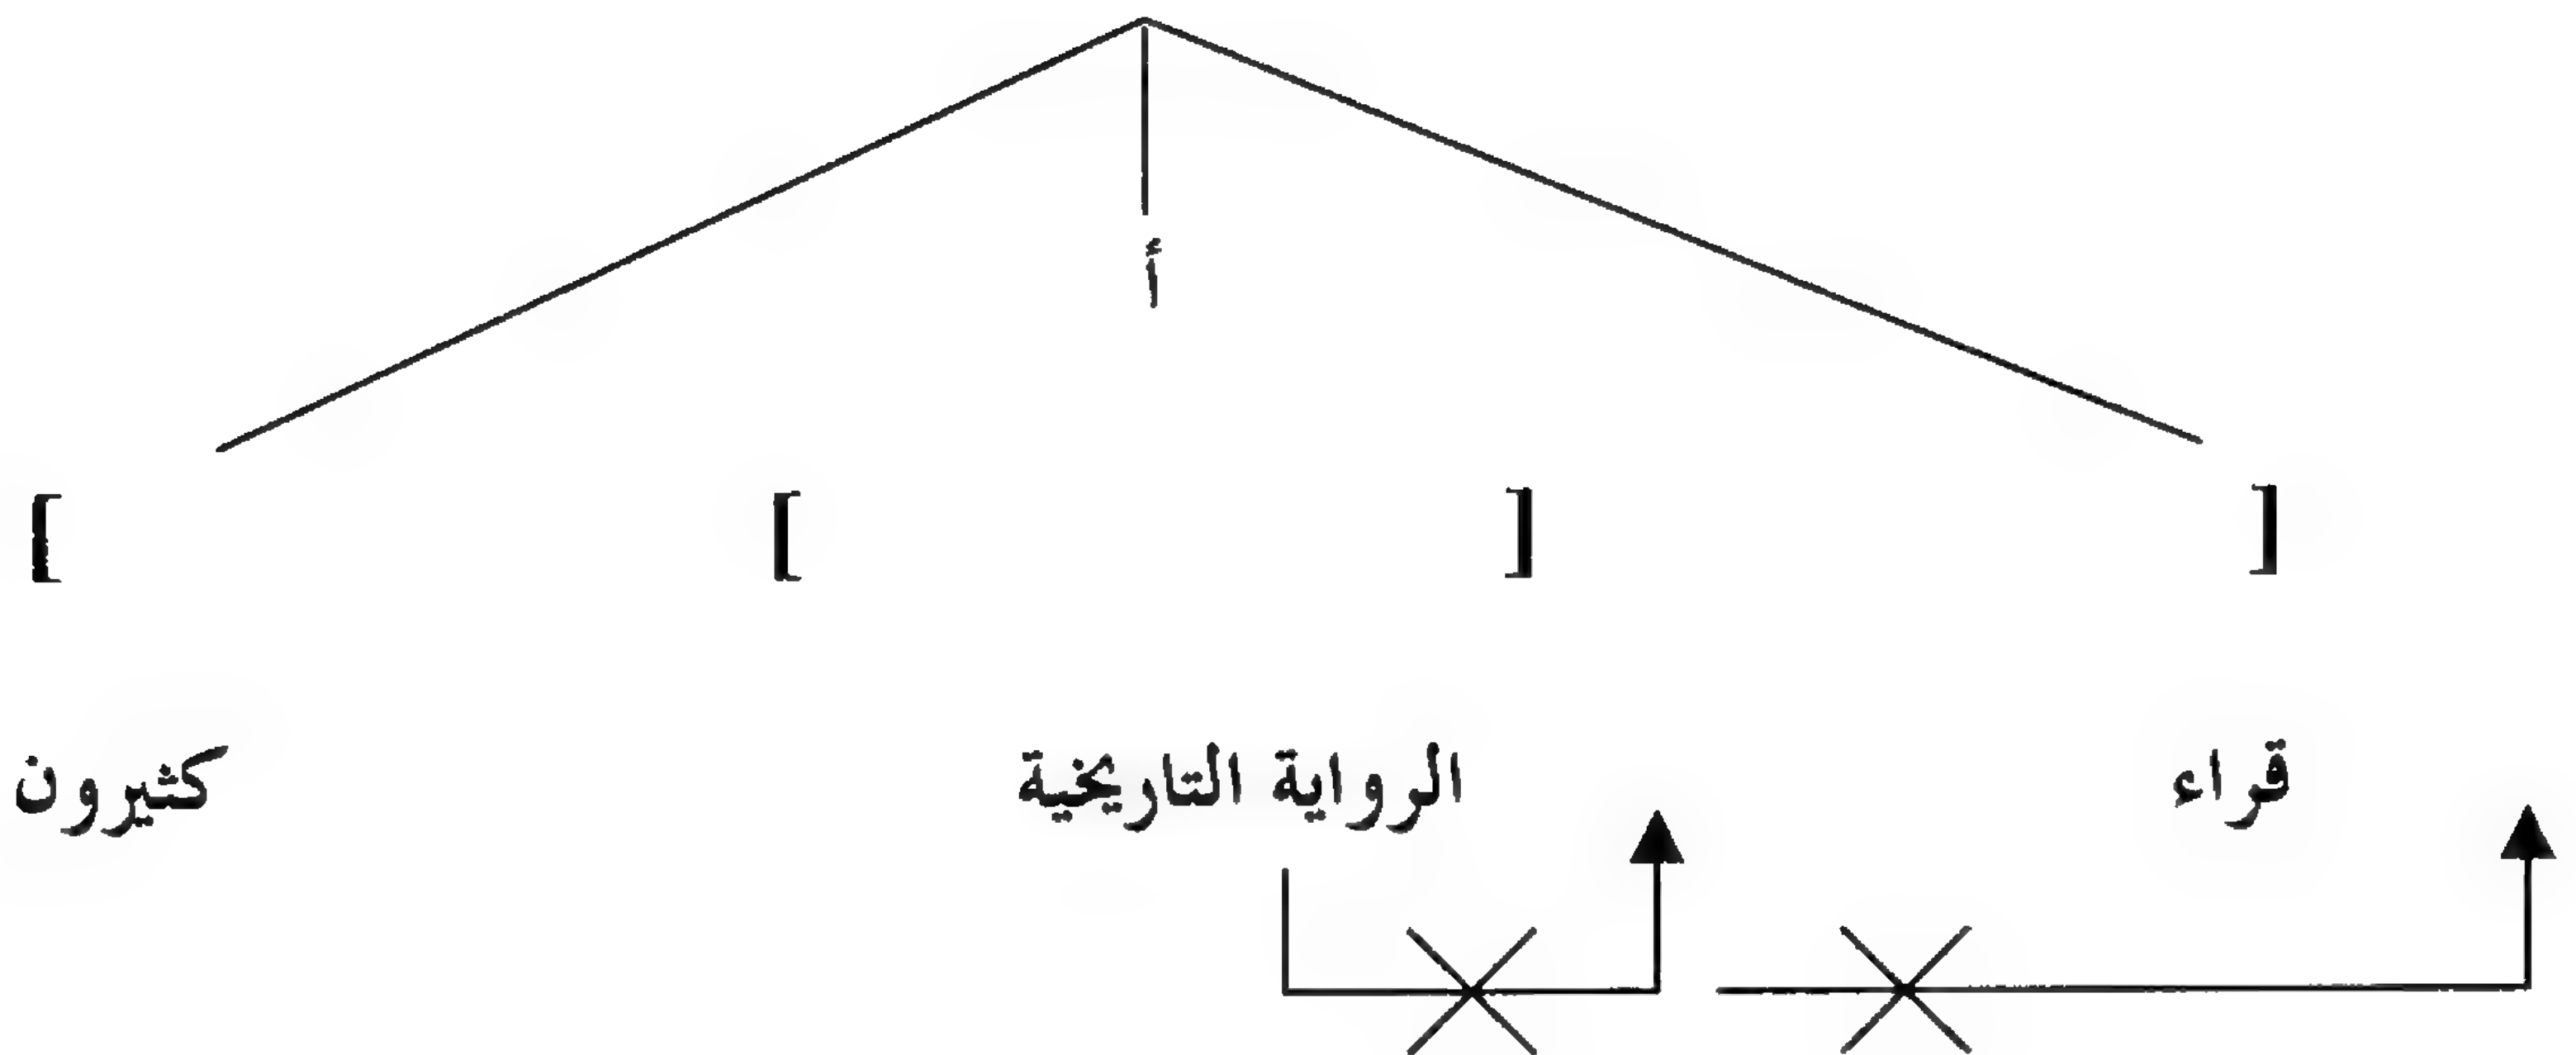 أ
[ ] [ ]
قراء الرواية التاريخية كثيرون